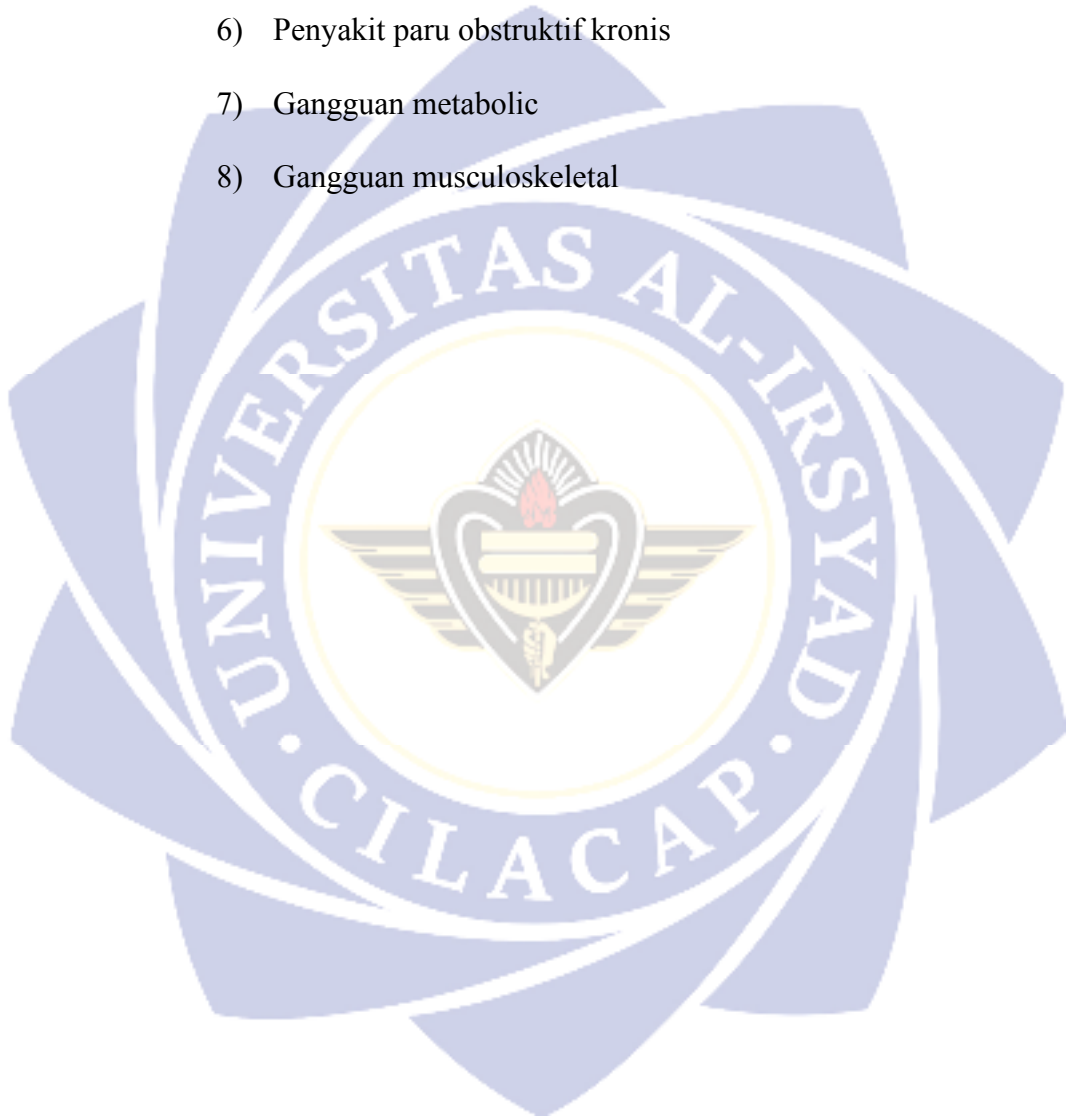 6) Penyakit paru obstruktif kronis
7) Gangguan metabolic
8) Gangguan musculoskeletal
UNIVERSITAS AL-IRSYAD
• CILACAP •